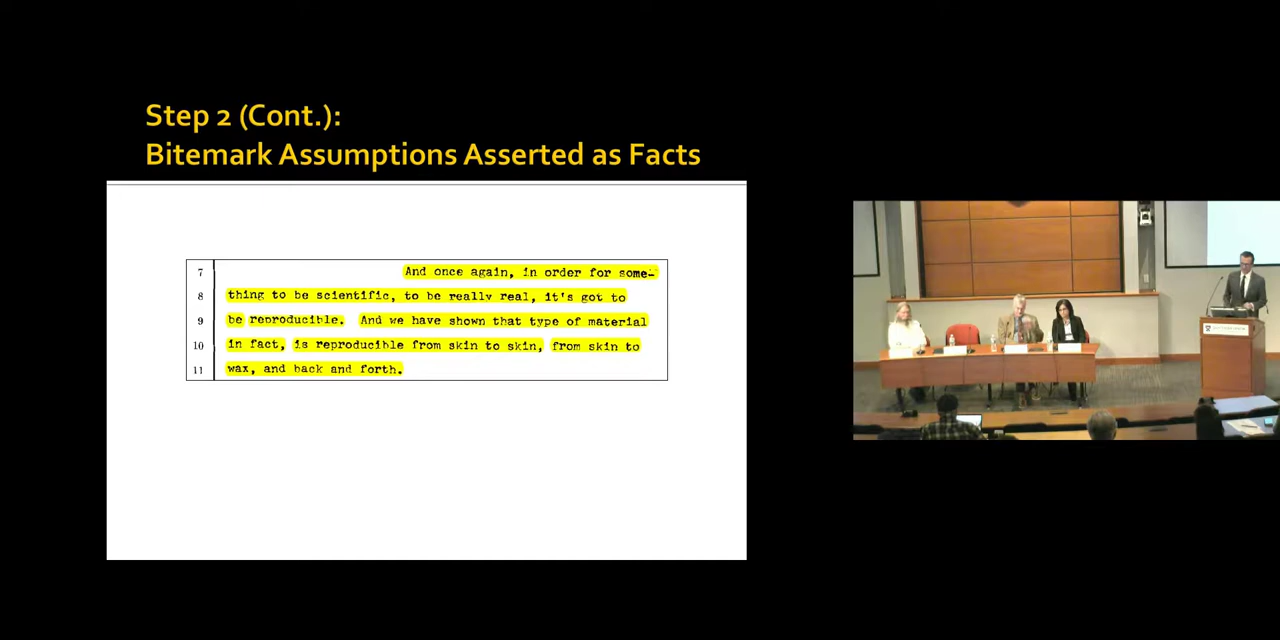 Step 2 (Cont.):
Bitemark Assumptions Asserted as Facts
7 And once again, in order for some-
8 thing to be scientific, to be really real, it's got to
9 be reproducible. And we have shown that type of material
10 in fact, is reproducible from skin to skin, from skin to
11 wax, and back and forth.